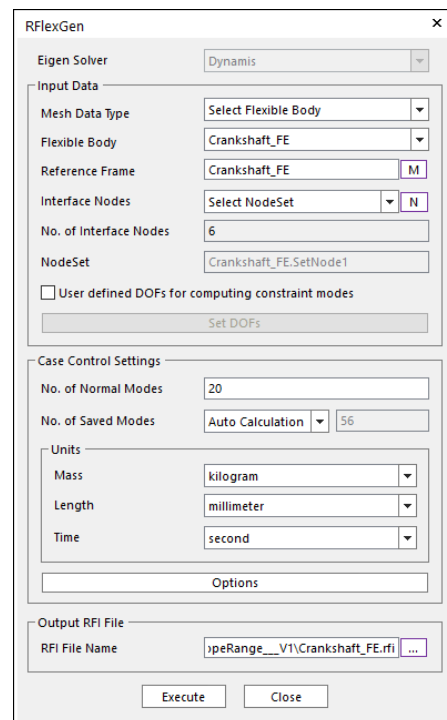 RFlexGen ×
Eigen Solver Dynamis
Input Data
Mesh Data Type Select Flexible Body
Flexible Body Crankshaft_FE
Reference Frame Crankshaft_FE M
Interface Nodes Select NodeSet N
No. of Interface Nodes 6
NodeSet Crankshaft_FE.SetNode1
User defined DOFs for computing constraint modes
Set DOFs
Case Control Settings
No. of Normal Modes 20
No. of Saved Modes Auto Calculation 56
Units
Mass kilogram
Length millimeter
Time second
Options
Output RFI File
RFI File Name opeRange___V1\Crankshaft_FE.rfi ...
Execute Close